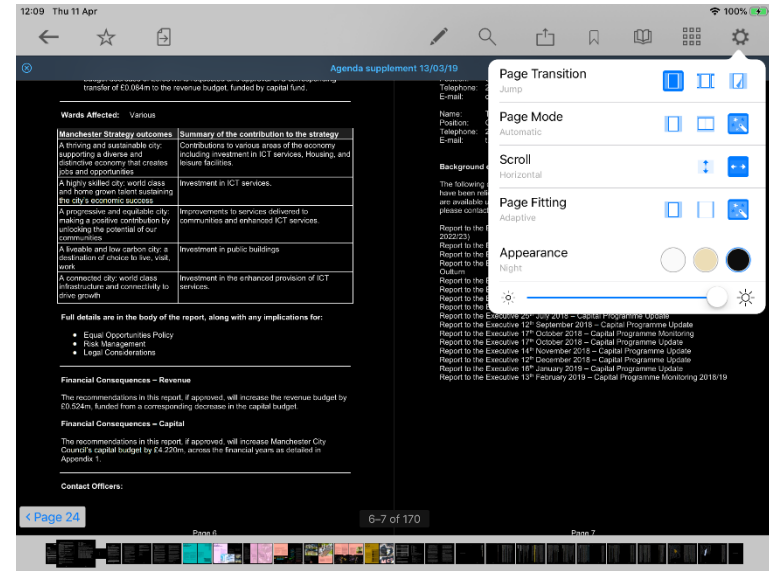 12:09 Thu 11 Apr
100%
Agenda supplement 13/03/19
transfer of £0.084m to the revenue budget, funded by capital fund.
Wards Affected: Various
Manchester Strategy outcomes
Summary of the contribution to the strategy
A thriving and sustainable city:
supporting a diverse and
distinctive economy that creates
jobs and opportunities
Contributions to various areas of the economy
including investment in ICT services, Housing, and
leisure facilities.
A highly skilled city: world class
and home grown talent sustaining
the city's economic success
Investment in ICT services.
A progressive and equitable city:
making a positive contribution by
unlocking the potential of our
communities
Improvements to services delivered to
communities and enhanced ICT services.
A liveable and low carbon city: a
destination of choice to live, visit,
work
Investment in public buildings
A connected city: world class
infrastructure and connectivity to
drive growth
Investment in the enhanced provision of ICT
services.
Full details are in the body of the report, along with any implications for:
• Equal Opportunities Policy
• Risk Management
• Legal Considerations
Financial Consequences – Revenue
The recommendations in this report, if approved, will increase the revenue budget by
£0.524m, funded from a corresponding decrease in the capital budget.
Financial Consequences – Capital
The recommendations in this report, if approved, will increase Manchester City
Council's capital budget by £4.220m, across the financial years as detailed in
Appendix 1.
Contact Officers:
< Page 24
Page 6
Telephone:
E-mail:
Name:
Position:
Telephone:
E-mail:
Background
The following
have been
are available
please contact
Report to the
2022/23)
Report to the
Report to the
Report to the
Outturn
Report to the
Report to the
Report to the
Report to the
Report to the Executive 25th July 2018 – Capital Programme Update
Report to the Executive 12th September 2018 – Capital Programme Update
Report to the Executive 17th October 2018 – Capital Programme Monitoring
Report to the Executive 17th October 2018 – Capital Programme Update
Report to the Executive 14th November 2018 – Capital Programme Update
Report to the Executive 12th December 2018 – Capital Programme Update
Report to the Executive 16th January 2019 – Capital Programme Update
Report to the Executive 13th February 2019 – Capital Programme Monitoring 2018/19
6–7 of 170
Page 7
Page Transition
Jump
Page Mode
Automatic
Scroll
Horizontal
Page Fitting
Adaptive
Appearance
Night